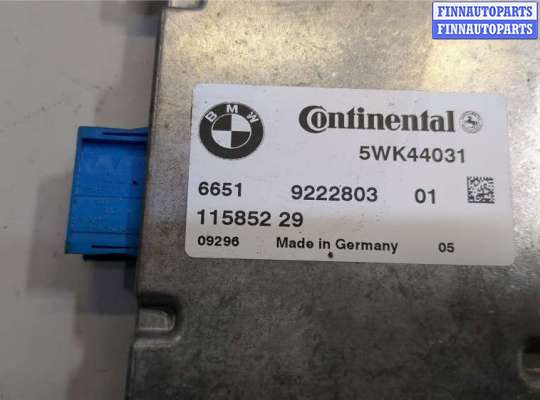 FINNAUTOPARTS
FINNAUTOPARTS
BMW
Continental
5WK44031
6651 9222803 01
115852 29
09296 Made in Germany 05